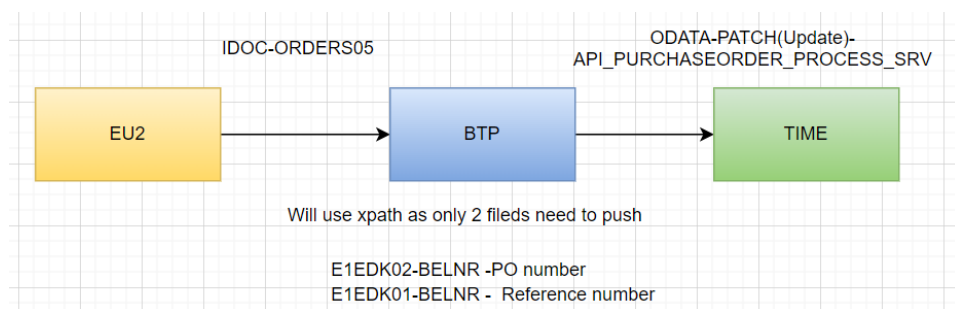 IDOC-ORDERS05
ODATA-PATCH(Update)-
API_PURCHASEORDER_PROCESS_SRV
EU2
BTP
TIME
Will use xpath as only 2 fileds need to push
E1EDK02-BELNR -PO number
E1EDK01-BELNR - Reference number